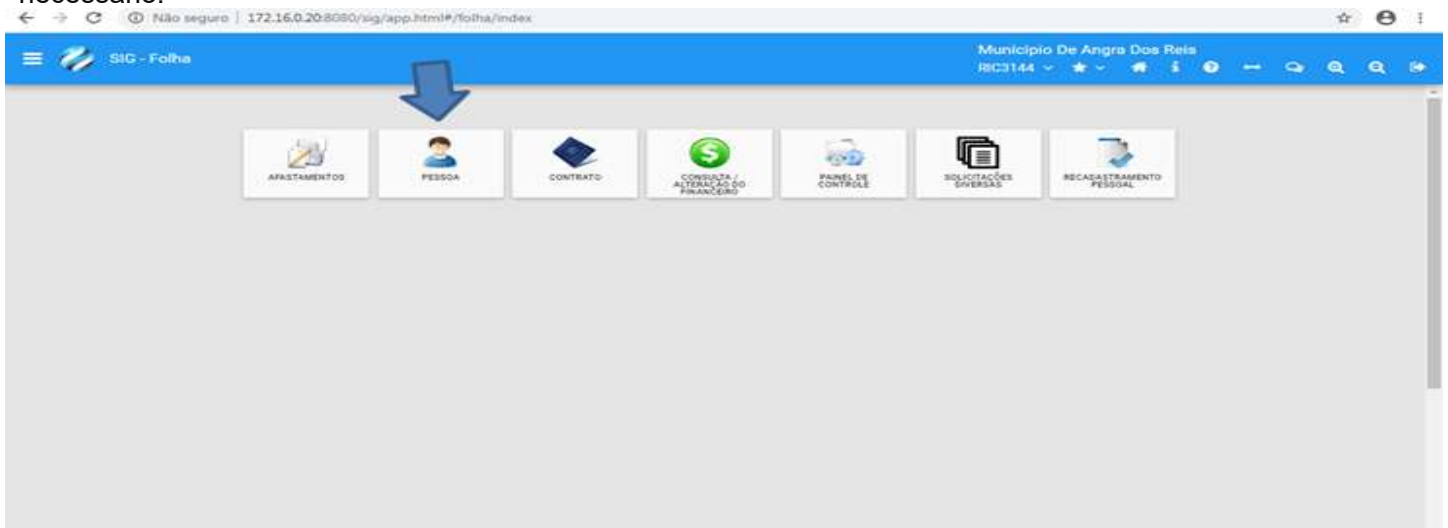 necessário.
Não seguro | 172.16.0.20:8080/sig/app.html#/folha/index
SIG - Folha
Município De Angra Dos Reis
RIC3144
AFASTAMENTOS
PESSOA
CONTRATO
CONSULTA /
ALTERAÇÃO DO
FINANCEIRO
PAINEL DE
CONTROLE
SOLICITAÇÕES
DIVERSAS
RECADASTRAMENTO
PESSOAL